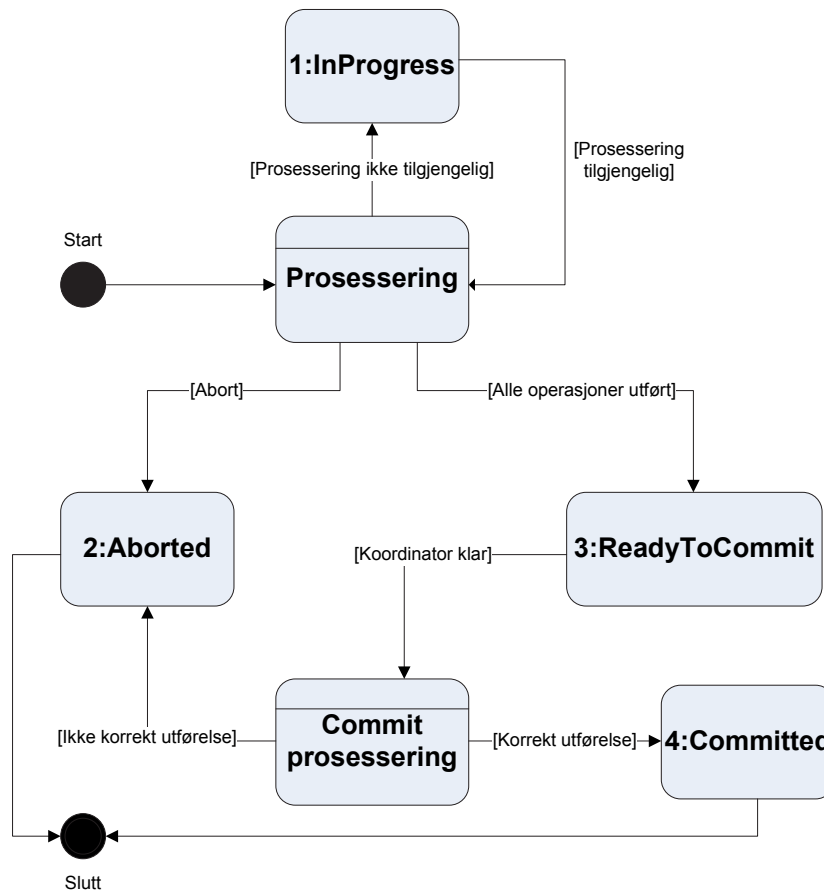 1:InProgress
[Prosessering ikke tilgjengelig]
[Prosessering
tilgjengelig]
Start
Prosessering
[Abort]
[Alle operasjoner utført]
2:Aborted
3:ReadyToCommit
[Koordinator klar]
[Ikke korrekt utførelse]
Commit
prosessering
[Korrekt utførelse]
4:Committed
Slutt